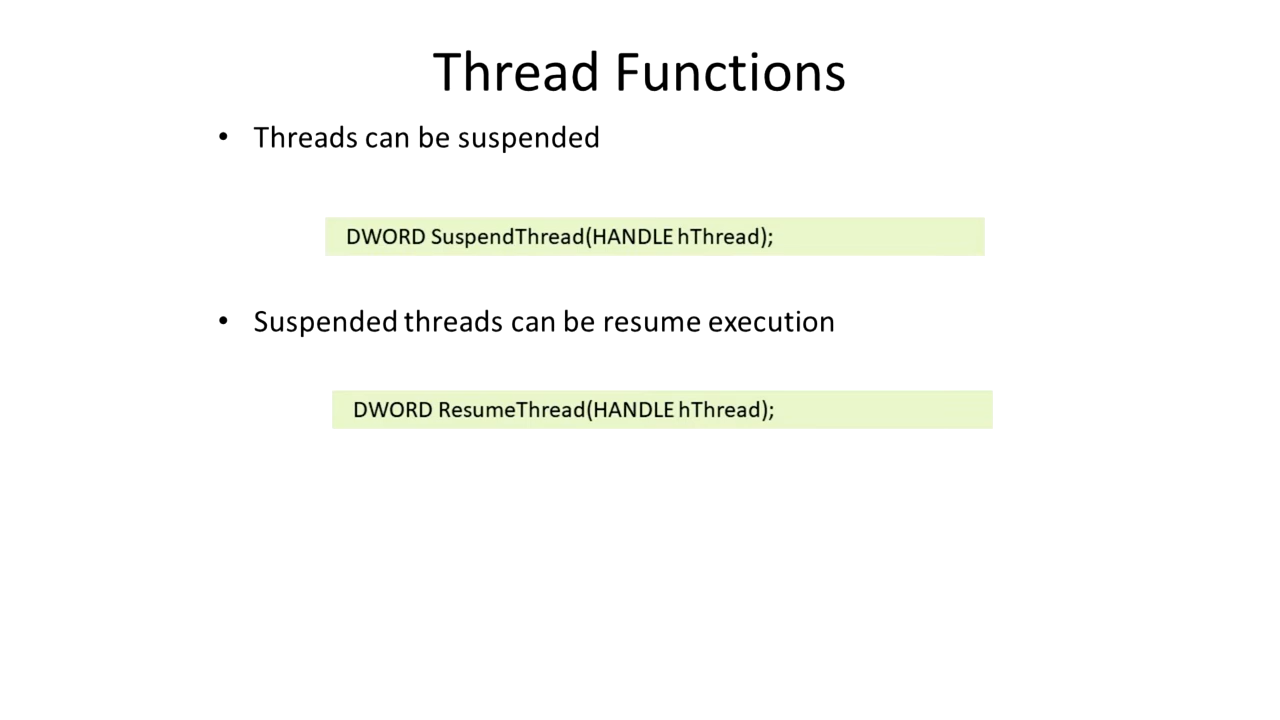 Thread Functions
• Threads can be suspended
DWORD SuspendThread(HANDLE hThread);
• Suspended threads can be resume execution
DWORD ResumeThread(HANDLE hThread);